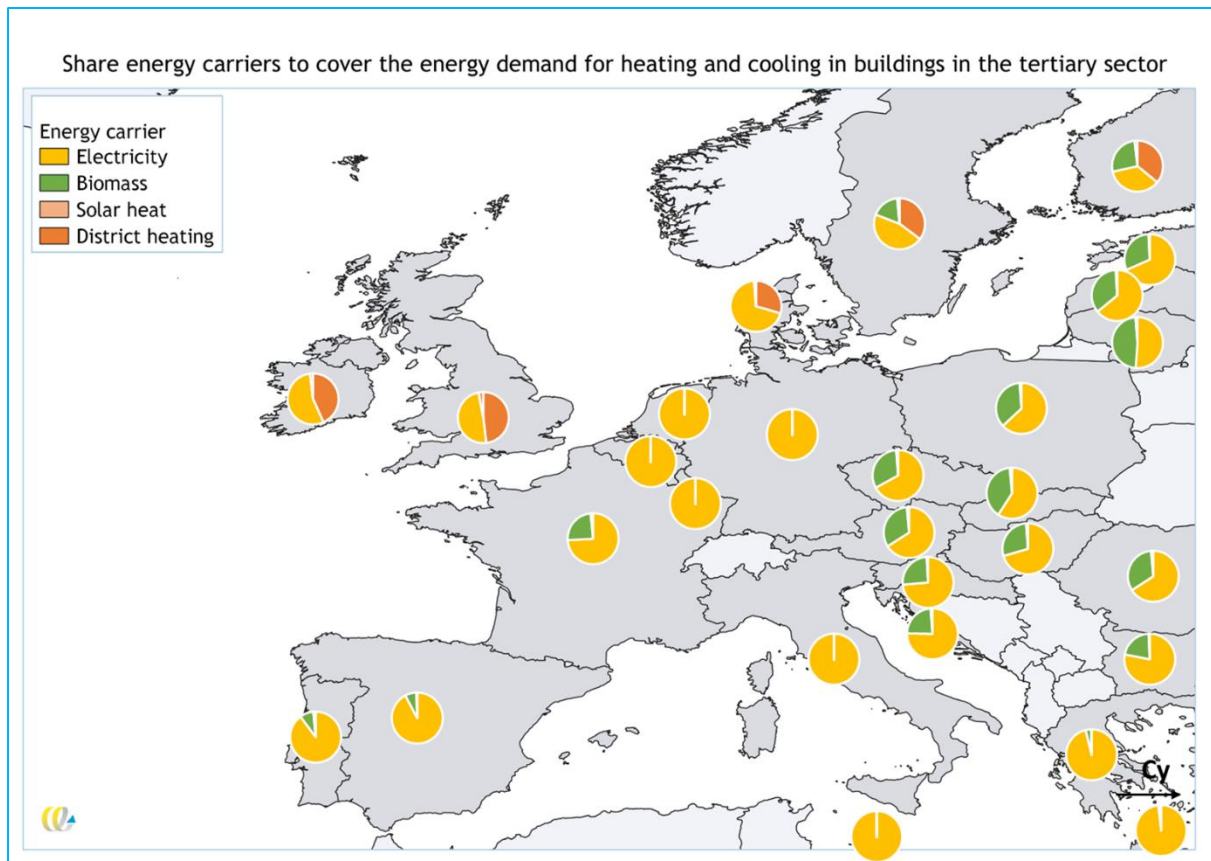 Share energy carriers to cover the energy demand for heating and cooling in buildings in the tertiary sector
Energy carrier
Electricity
Biomass
Solar heat
District heating
Cy